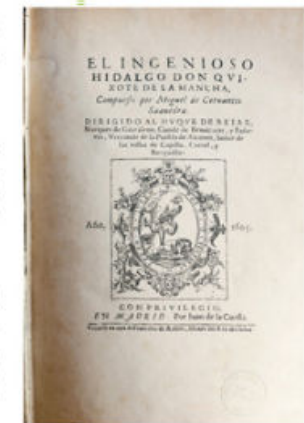 EL INGENIOSO
HIDALGO DON QVI-
XOTE DE LA MANCHA,
Compuesto por Miguel de Cervantes
Saauedra.
DIRIGIDO AL DVQVE DE BEIAR,
Marques de Gibraleon, Conde de Benalcaçar, y Baña-
res, Vizconde de la Puebla de Alcozer, Señor de
las villas de Capilla, Curiel, y
Burguillos.
Año, 1605.
CON PRIVILEGIO,
EN MADRID Por Iuan de la Cuesta.